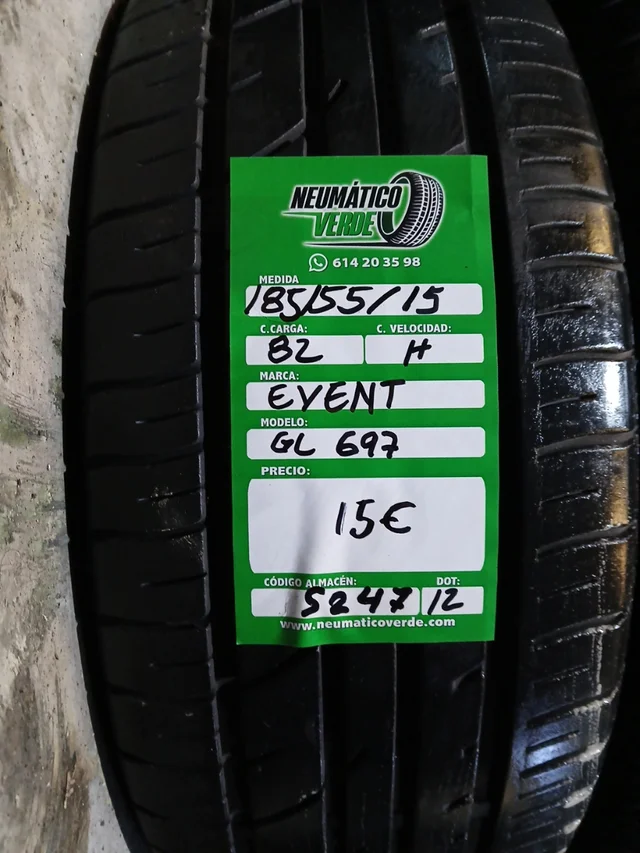 NEUMÁTICO
VERDE
614 20 35 98
MEDIDA
185/55/15
C.CARGA: C. VELOCIDAD:
82 H
MARCA:
EVENT
MODELO:
GL 697
PRECIO:
15€
CÓDIGO ALMACÉN: DOT:
5247 12
www.neumaticoverde.com